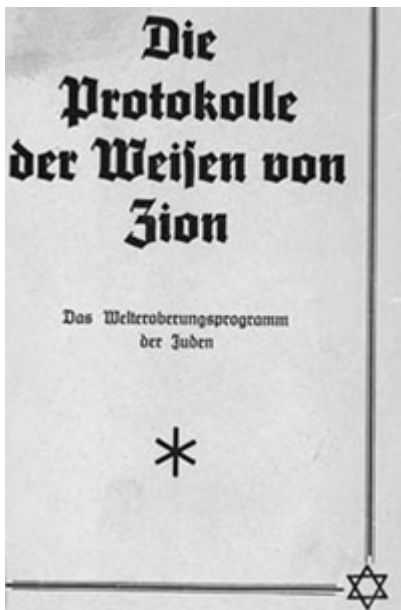 Die
Protokolle
der Weiſen von
Zion
Das Welteroberungsprogramm
der Juden